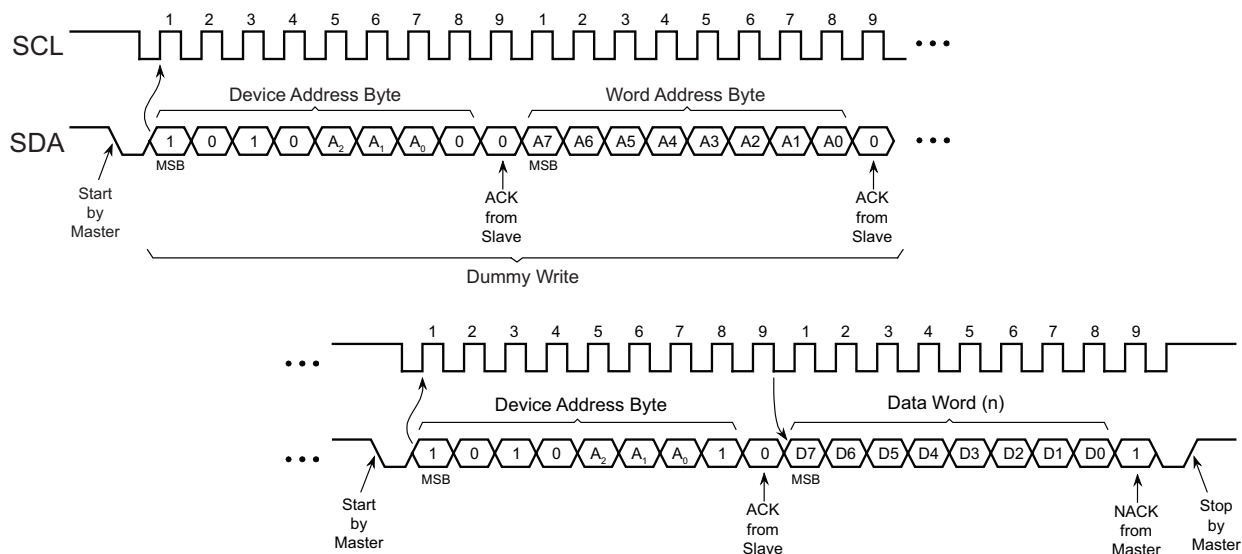 1 2 3 4 5 6 7 8 9 1 2 3 4 5 6 7 8 9
SCL
Device Address Byte Word Address Byte
SDA 1 0 1 0 A2 A1 A0 0 0 A7 A6 A5 A4 A3 A2 A1 A0 0
MSB MSB
Start
by
Master
ACK
from
Slave
ACK
from
Slave
Dummy Write
1 2 3 4 5 6 7 8 9 1 2 3 4 5 6 7 8 9
Device Address Byte Data Word (n)
1 0 1 0 A2 A1 A0 1 0 D7 D6 D5 D4 D3 D2 D1 D0 1
MSB MSB
Start
by
Master
ACK
from
Slave
NACK
from
Master
Stop
by
Master